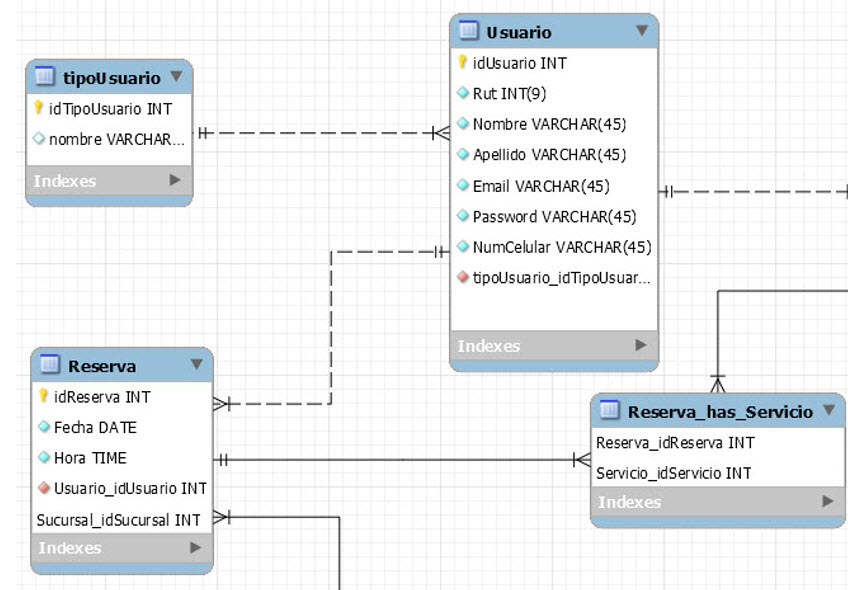 tipoUsuario
idTipoUsuario INT
nombre VARCHAR...
Indexes
Usuario
idUsuario INT
Rut INT(9)
Nombre VARCHAR(45)
Apellido VARCHAR(45)
Email VARCHAR(45)
Password VARCHAR(45)
NumCelular VARCHAR(45)
tipoUsuario_idTipoUsuar...
Indexes
Reserva
idReserva INT
Fecha DATE
Hora TIME
Usuario_idUsuario INT
Sucursal_idSucursal INT
Indexes
Reserva_has_Servicio
Reserva_idReserva INT
Servicio_idServicio INT
Indexes